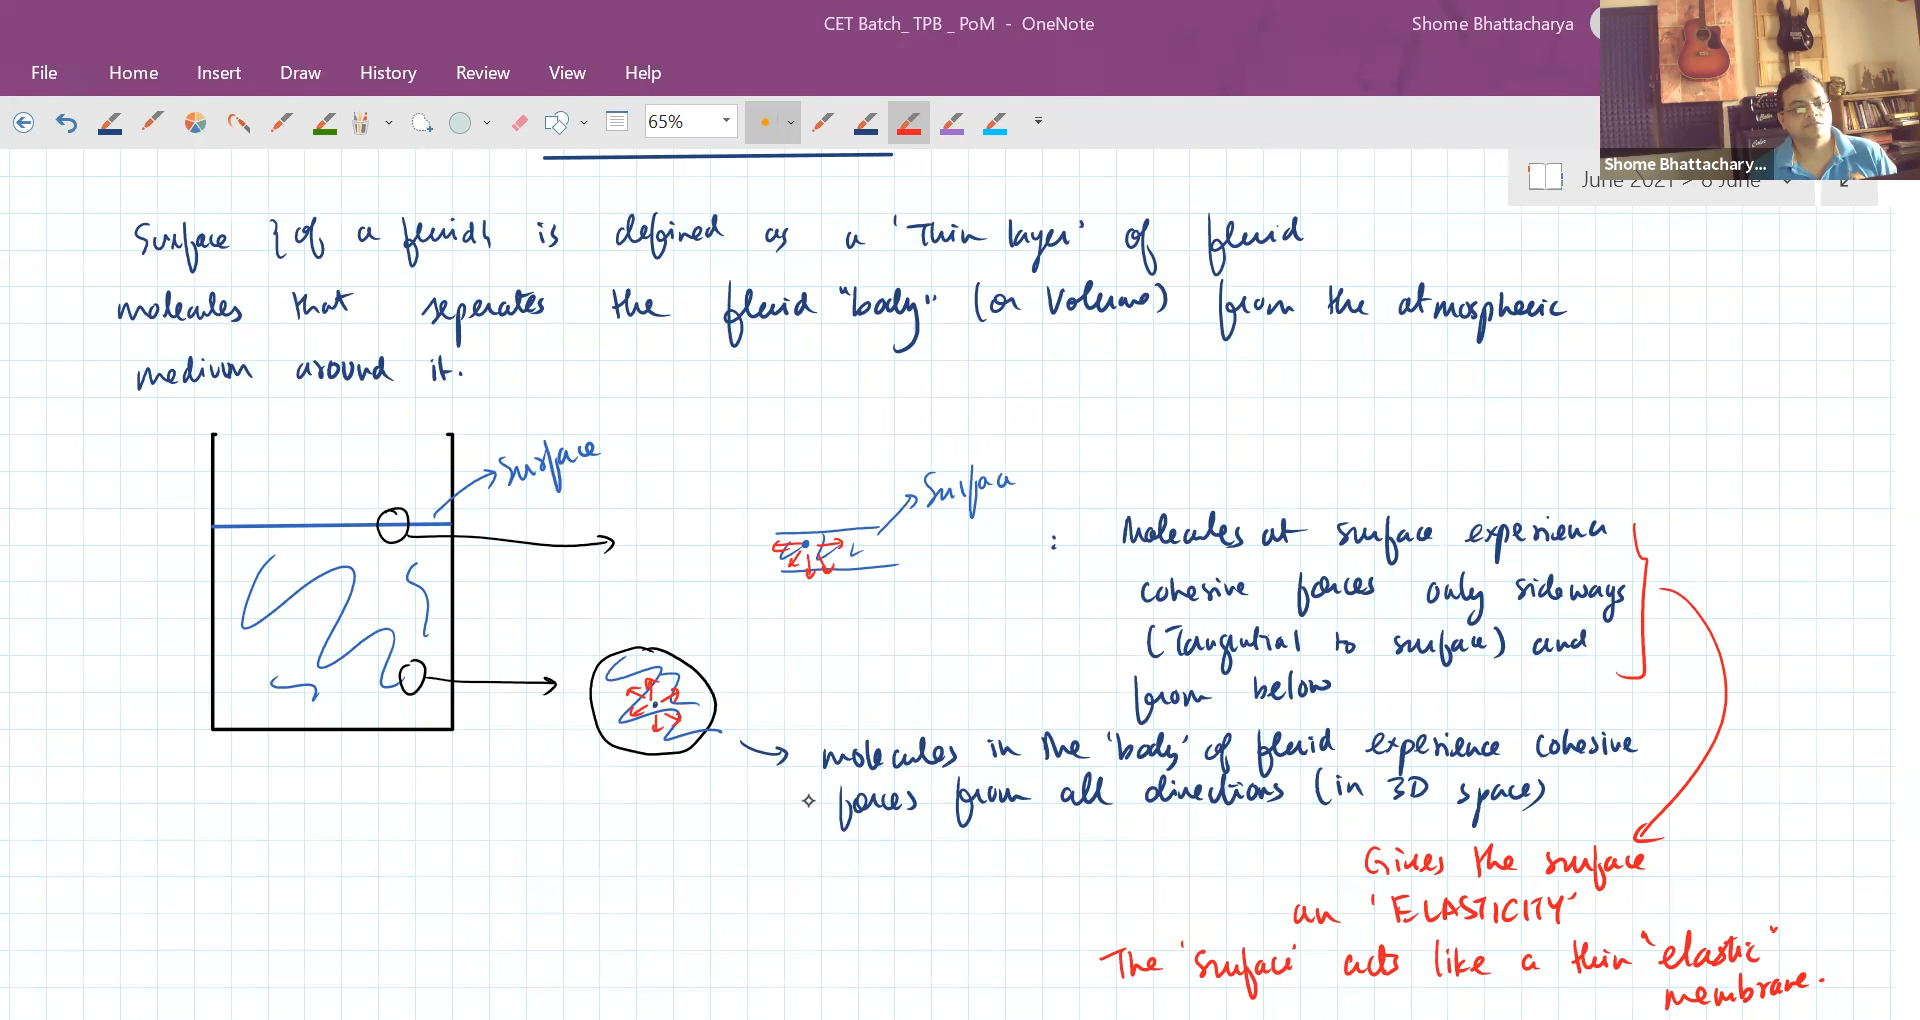 CET Batch_ TPB _ PoM - OneNote
Shome Bhattacharya
File Home Insert Draw History Review View Help
65%
Shome Bhattachary...
June 2021 > 6 June
Surface {of a fluid} is defined as a 'Thin layer' of fluid
molecules that seperates the fluid "body" (or Volume) from the atmospheric
medium around it.
Surface
Surface
: Molecules at surface experience
cohesive forces only sideways
(Tangential to surface) and
from below
molecules in the 'body' of fluid experience cohesive
forces from all directions (in 3D space)
Gives the surface
an 'ELASTICITY'
The 'surface' acts like a thin "elastic"
membrane.